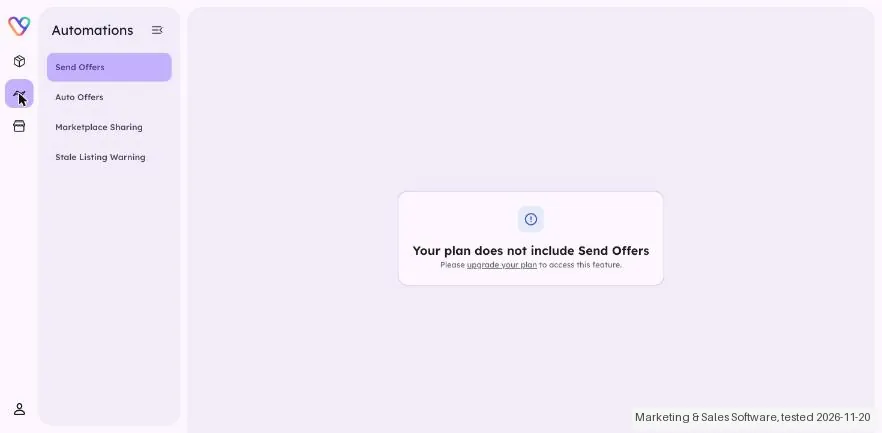 Automations
Send Offers
Auto Offers
Marketplace Sharing
Stale Listing Warning
Your plan does not include Send Offers
Please upgrade your plan to access this feature.
Marketing & Sales Software, tested 2026-11-20